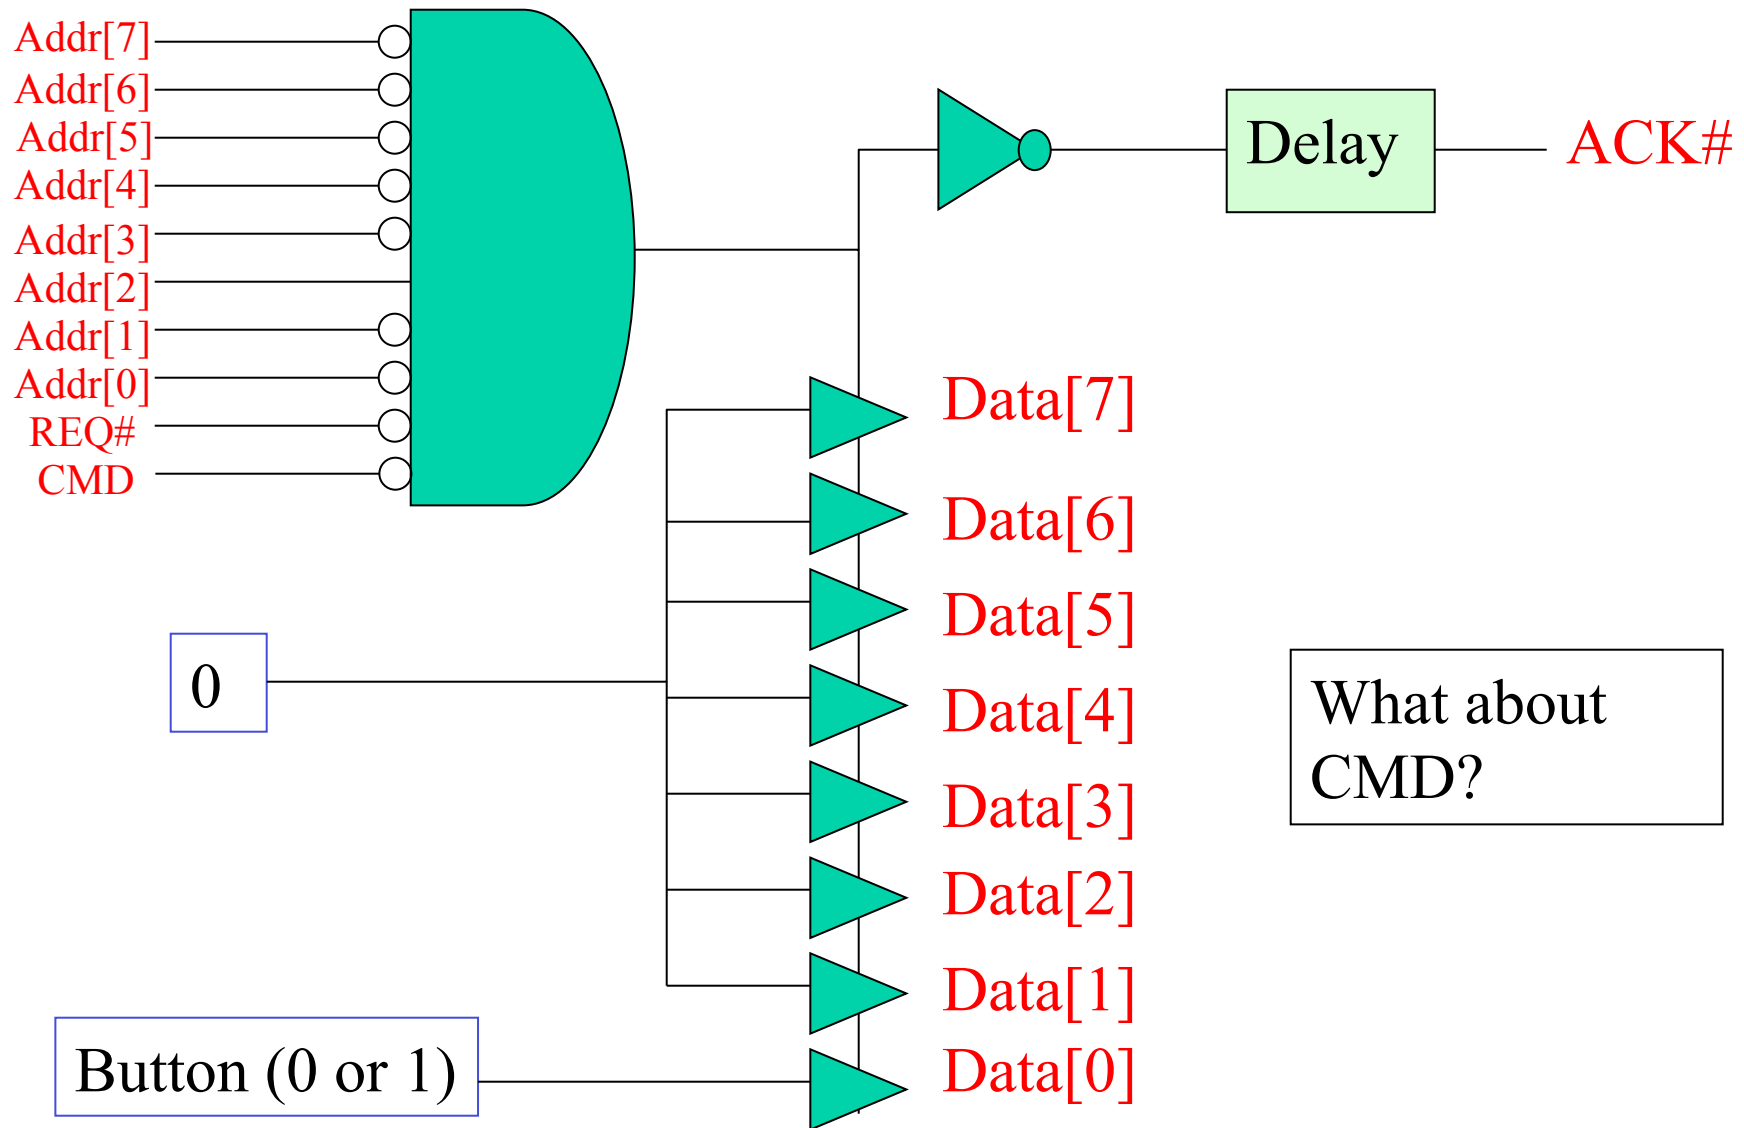 Addr[7]
Addr[6]
Addr[5]
Addr[4]
Addr[3]
Addr[2]
Addr[1]
Addr[0]
REQ#
CMD
Delay
ACK#
Data[7]
Data[6]
Data[5]
Data[4]
Data[3]
Data[2]
Data[1]
Data[0]
0
Button (0 or 1)
What about
CMD?